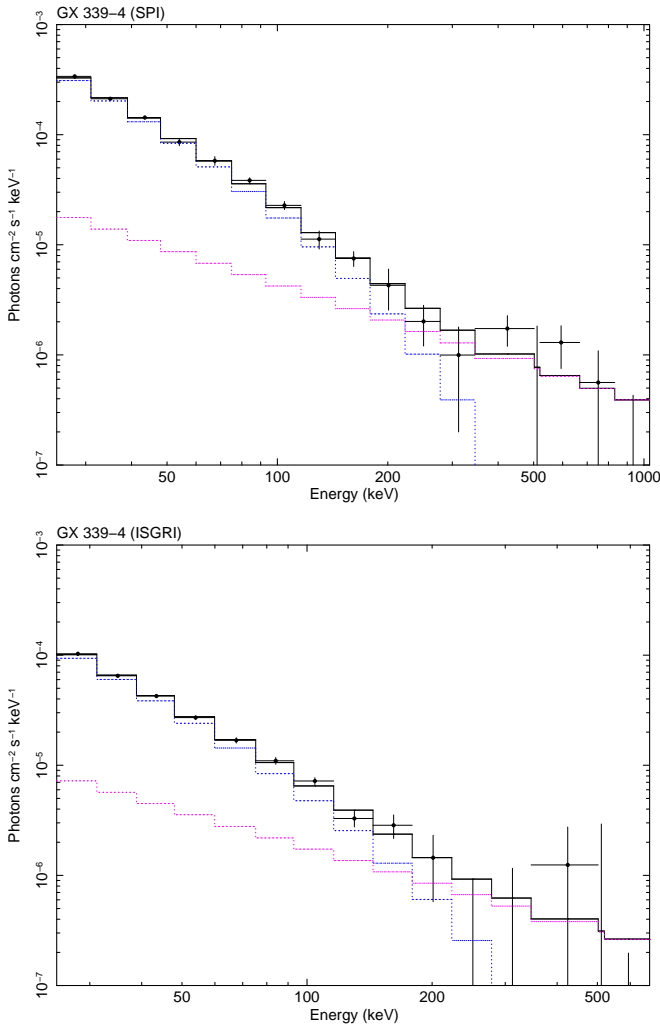 GX 339−4 (SPI)
10⁻³
10⁻⁴
10⁻⁵
10⁻⁶
10⁻⁷
Photons cm⁻² s⁻¹ keV⁻¹
50 100 200 500 1000
Energy (keV)
GX 339−4 (ISGRI)
10⁻³
10⁻⁴
10⁻⁵
10⁻⁶
10⁻⁷
Photons cm⁻² s⁻¹ keV⁻¹
50 100 200 500
Energy (keV)